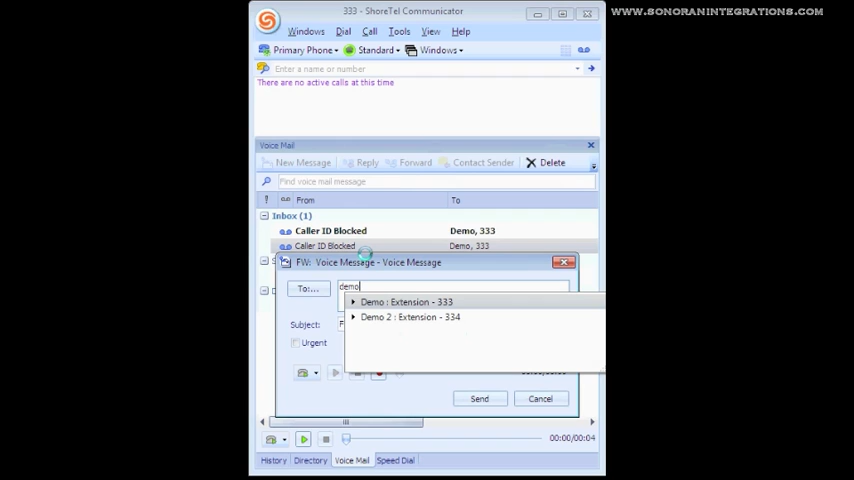 WWW.SONORANINTEGRATIONS.COM
333 - ShoreTel Communicator
Windows Dial Call Tools View Help
Primary Phone Standard Windows
Enter a name or number
There are no active calls at this time
Voice Mail
New Message Reply Forward Contact Sender Delete
Find voice mail message
! From To
Inbox (1)
Caller ID Blocked Demo, 333
Caller ID Blocked Demo, 333
FW: Voice Message - Voice Message
To:... demo
Demo : Extension - 333
Demo 2 : Extension - 334
Subject: F
Urgent
Send Cancel
00:00/00:04
History Directory Voice Mail Speed Dial